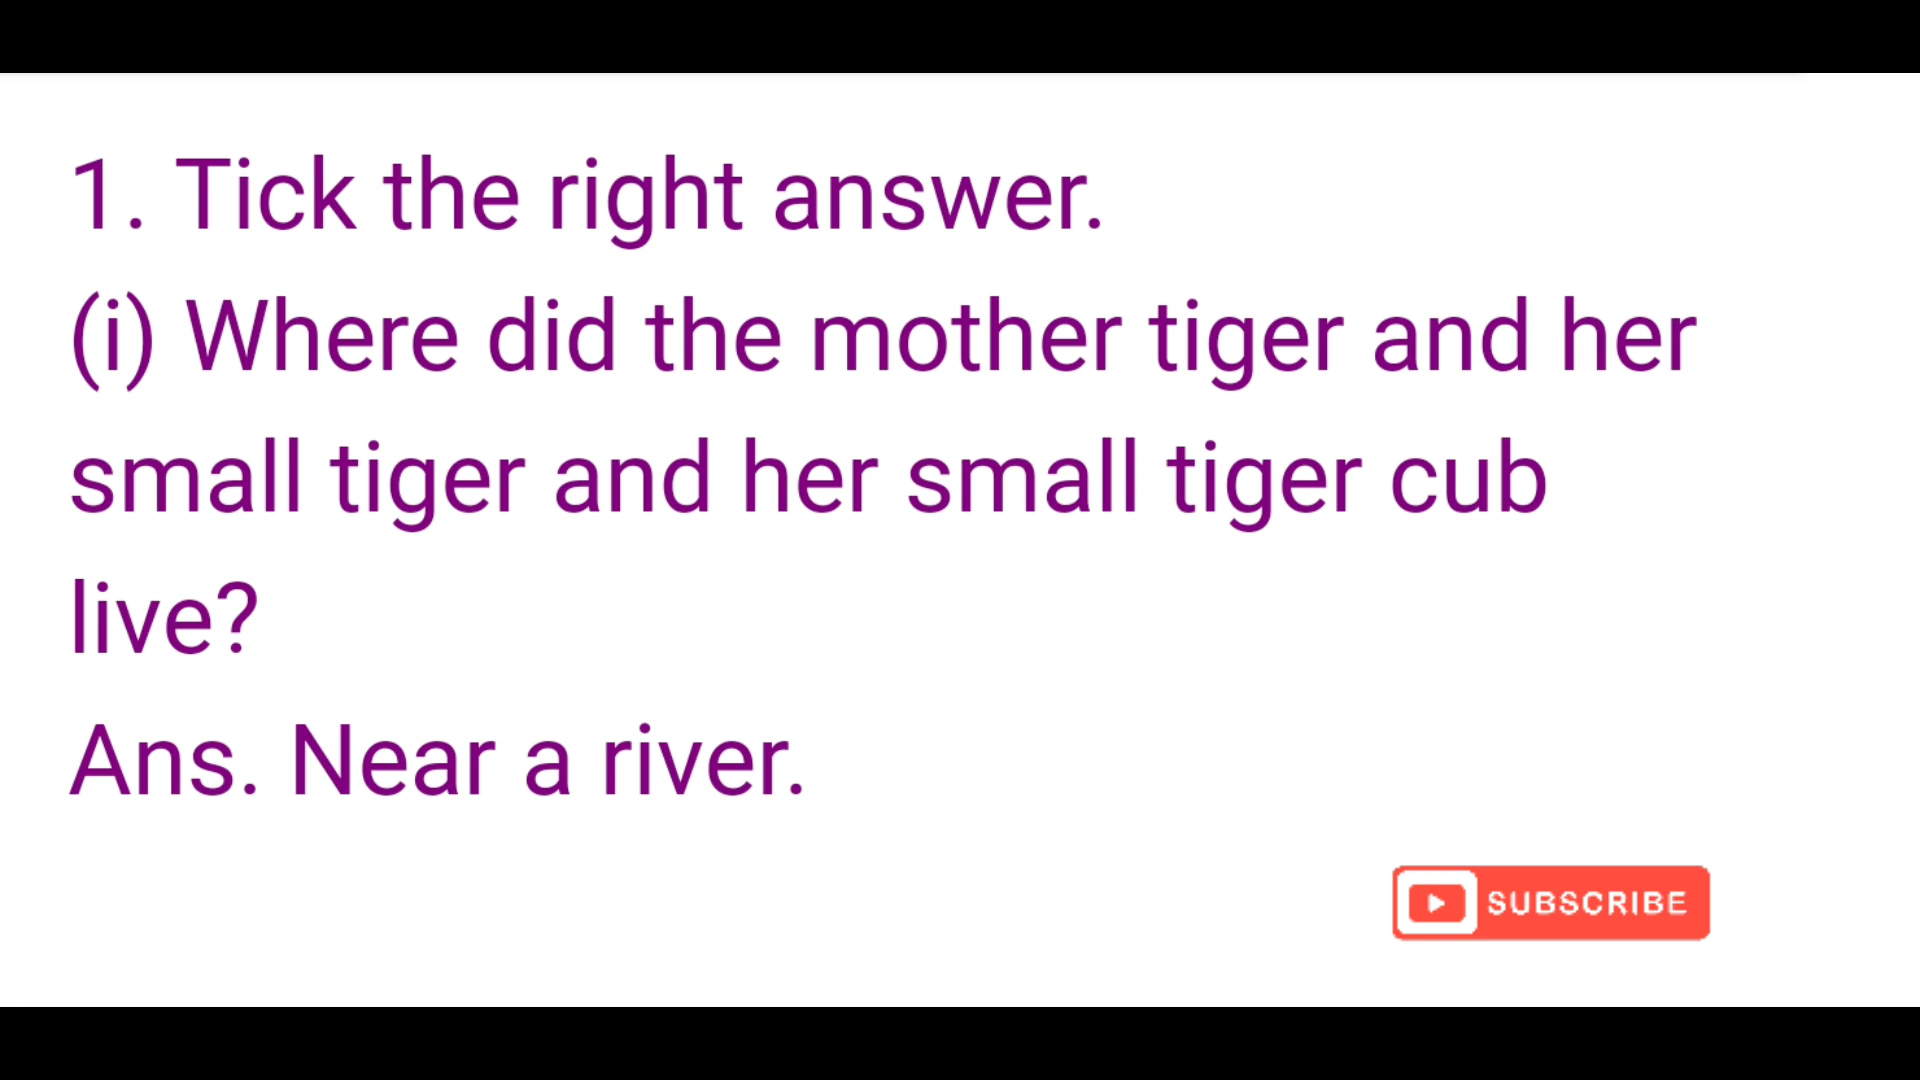 1. Tick the right answer.
(i) Where did the mother tiger and her
small tiger and her small tiger cub
live?
Ans. Near a river.
SUBSCRIBE